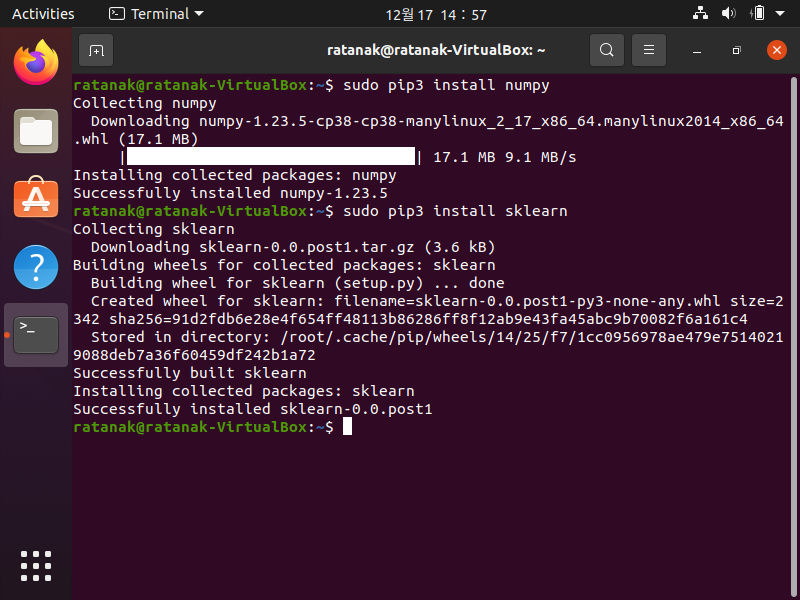 Activities
Terminal
12월 17 14 : 57
ratanak@ratanak-VirtualBox: ~
ratanak@ratanak-VirtualBox:~$ sudo pip3 install numpy
Collecting numpy
  Downloading numpy-1.23.5-cp38-cp38-manylinux_2_17_x86_64.manylinux2014_x86_64
.whl (17.1 MB)
     | | 17.1 MB 9.1 MB/s
Installing collected packages: numpy
Successfully installed numpy-1.23.5
ratanak@ratanak-VirtualBox:~$ sudo pip3 install sklearn
Collecting sklearn
  Downloading sklearn-0.0.post1.tar.gz (3.6 kB)
Building wheels for collected packages: sklearn
  Building wheel for sklearn (setup.py) ... done
  Created wheel for sklearn: filename=sklearn-0.0.post1-py3-none-any.whl size=2
342 sha256=91d2fdb6e28e4f654ff48113b86286ff8f12ab9e43fa45abc9b70082f6a161c4
  Stored in directory: /root/.cache/pip/wheels/14/25/f7/1cc0956978ae479e7514021
9088deb7a36f60459df242b1a72
Successfully built sklearn
Installing collected packages: sklearn
Successfully installed sklearn-0.0.post1
ratanak@ratanak-VirtualBox:~$